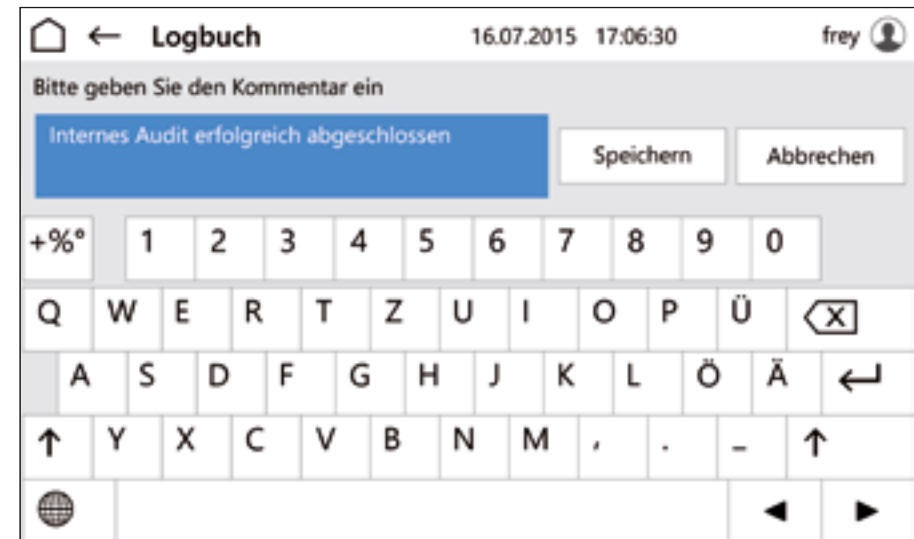 ← Logbuch 16.07.2015 17:06:30 frey
Bitte geben Sie den Kommentar ein
Internes Audit erfolgreich abgeschlossen
Speichern Abbrechen
+%° 1 2 3 4 5 6 7 8 9 0
Q W E R T Z U I O P Ü
A S D F G H J K L Ö Ä
Y X C V B N M , . _